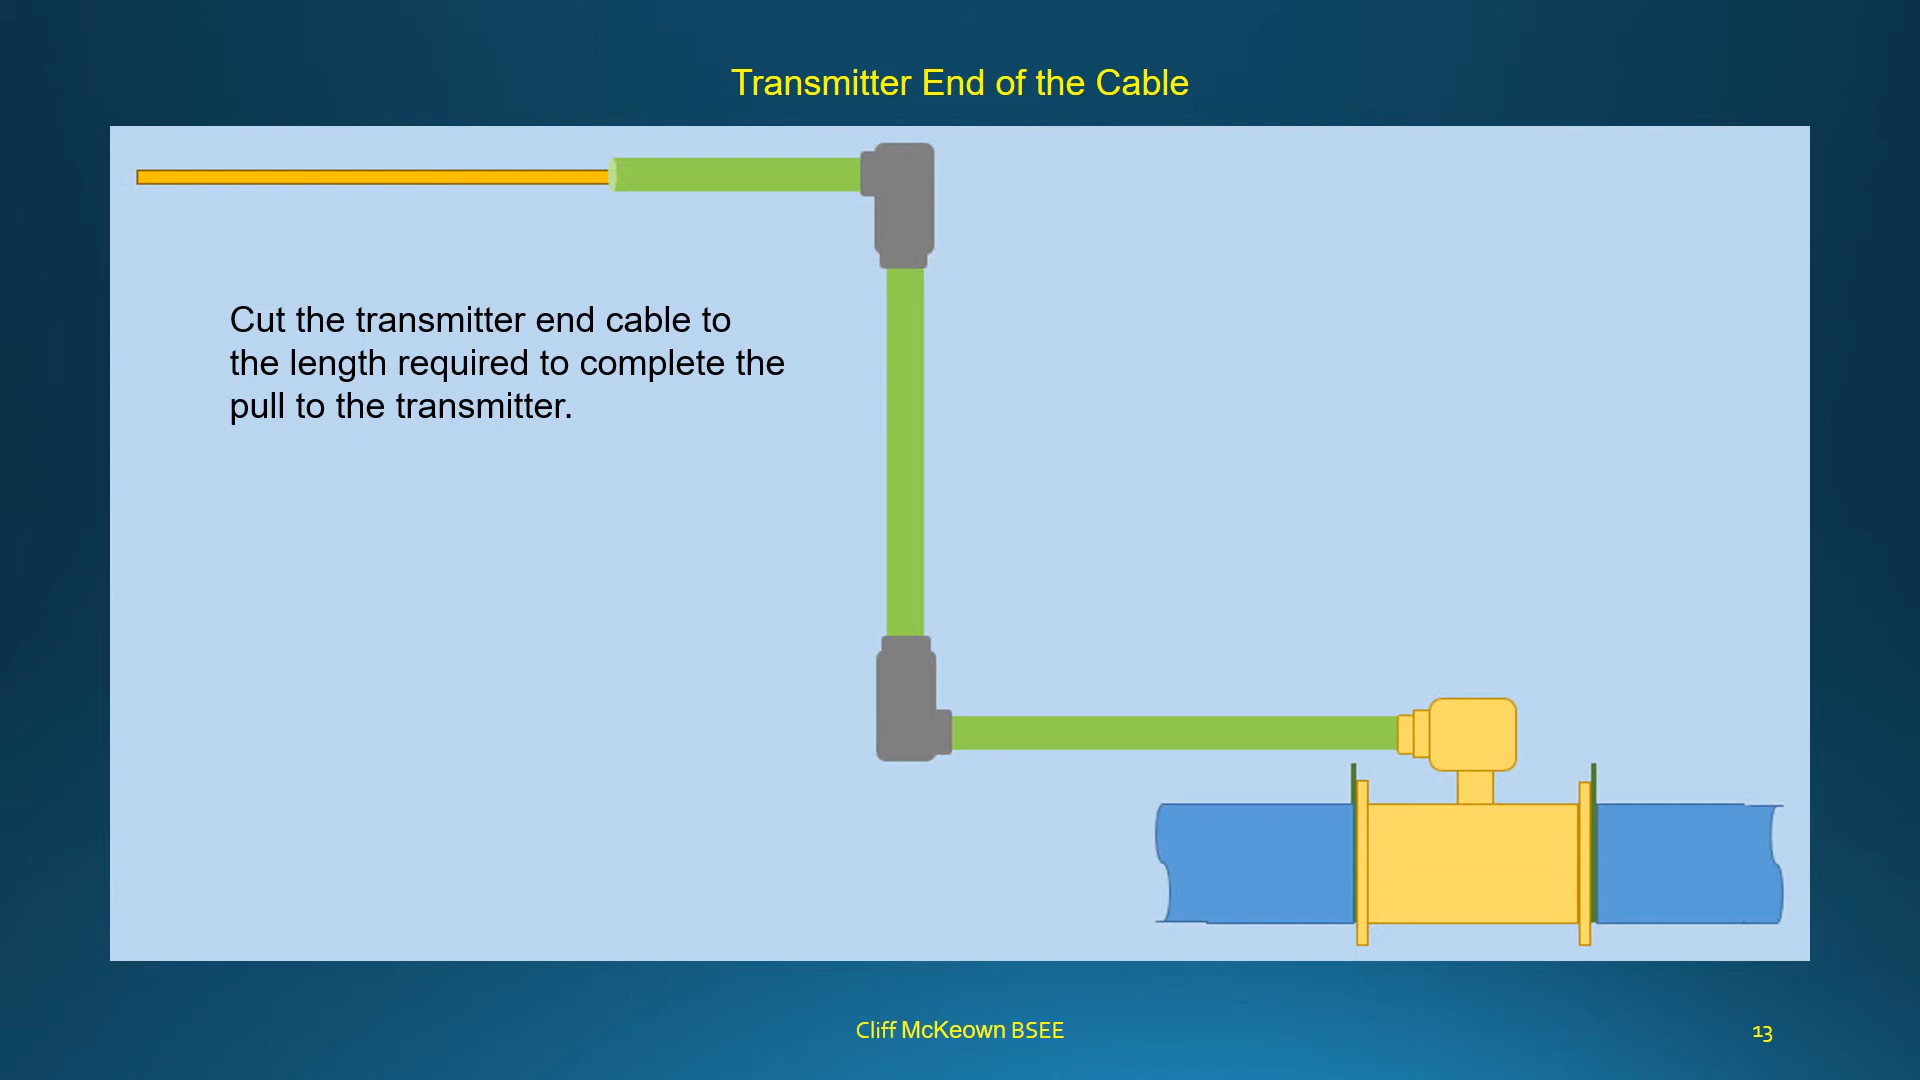 Transmitter End of the Cable
Cut the transmitter end cable to
the length required to complete the
pull to the transmitter.
Cliff McKeown BSEE
13